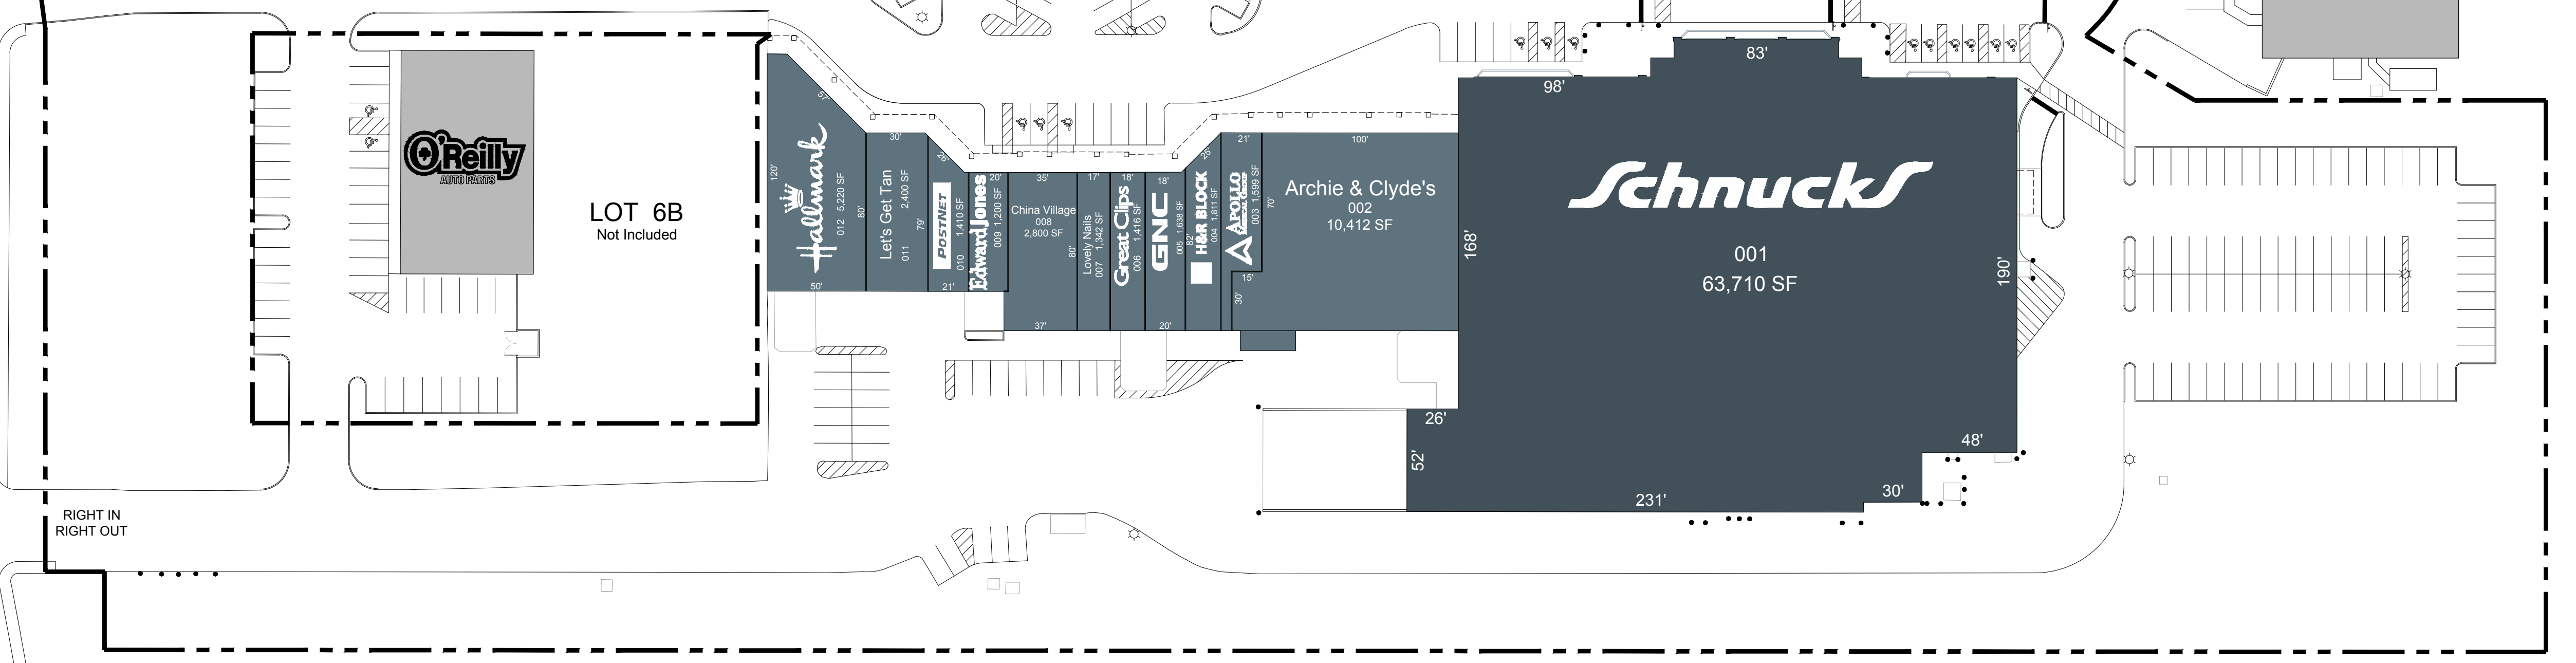 O'Reilly
AUTO PARTS
LOT 6B
Not Included
RIGHT IN
RIGHT OUT
57'
120'
Hallmark
012 5,220 SF
50'
30'
Let's Get Tan
011 2,400 SF
80'
26'
79'
POSTNET
010 1,410 SF
21'
20'
Edward Jones
009 1,200 SF
35'
China Village
008
2,800 SF
37'
17'
Lovely Nails
007 1,342 SF
80'
18'
Great Clips
006 1,416 SF
18'
GNC
005 1,638 SF
20'
25'
82'
H&R BLOCK
004 1,811 SF
21'
APOLLO
003 1,599 SF
70'
15'
30'
100'
Archie & Clyde's
002
10,412 SF
98'
83'
168'
Schnucks
001
63,710 SF
190'
26'
52'
231'
30'
48'